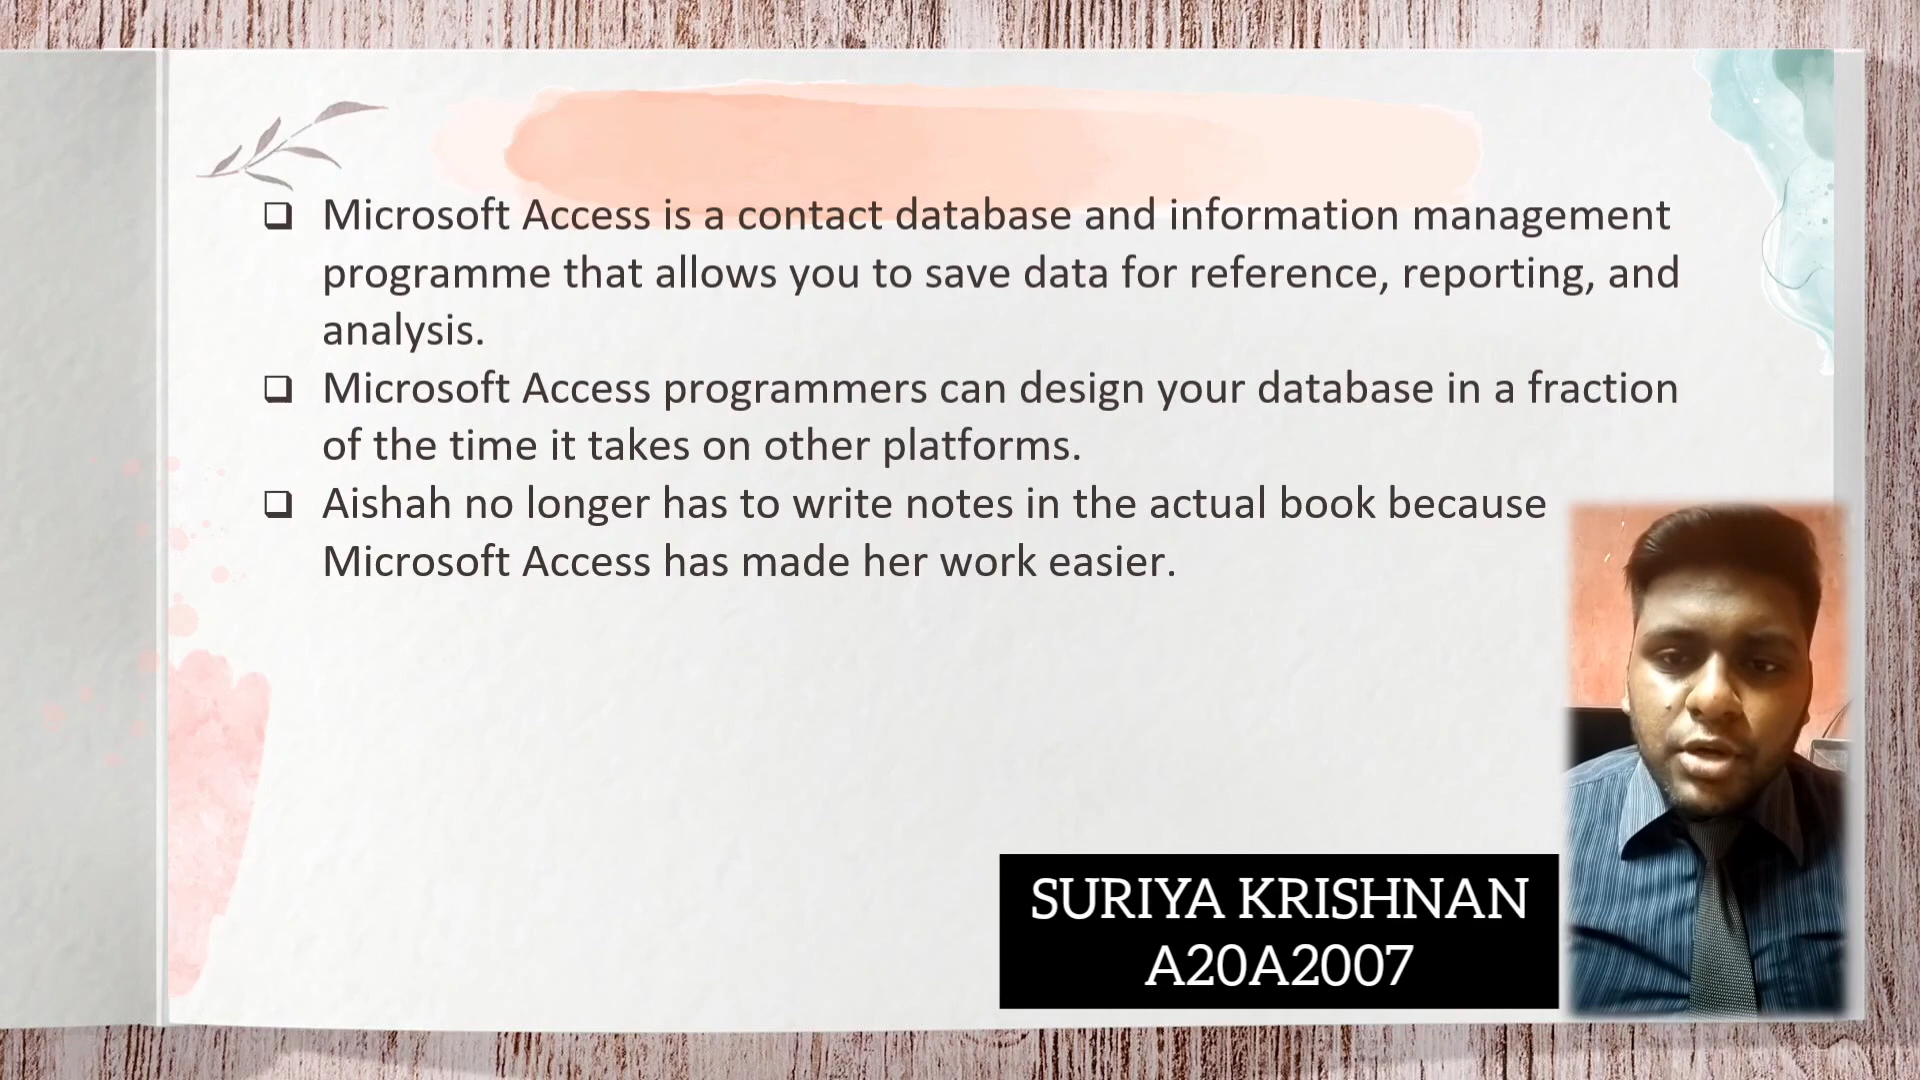 ❑ Microsoft Access is a contact database and information management
programme that allows you to save data for reference, reporting, and
analysis.
❑ Microsoft Access programmers can design your database in a fraction
of the time it takes on other platforms.
❑ Aishah no longer has to write notes in the actual book because
Microsoft Access has made her work easier.
SURIYA KRISHNAN
A20A2007